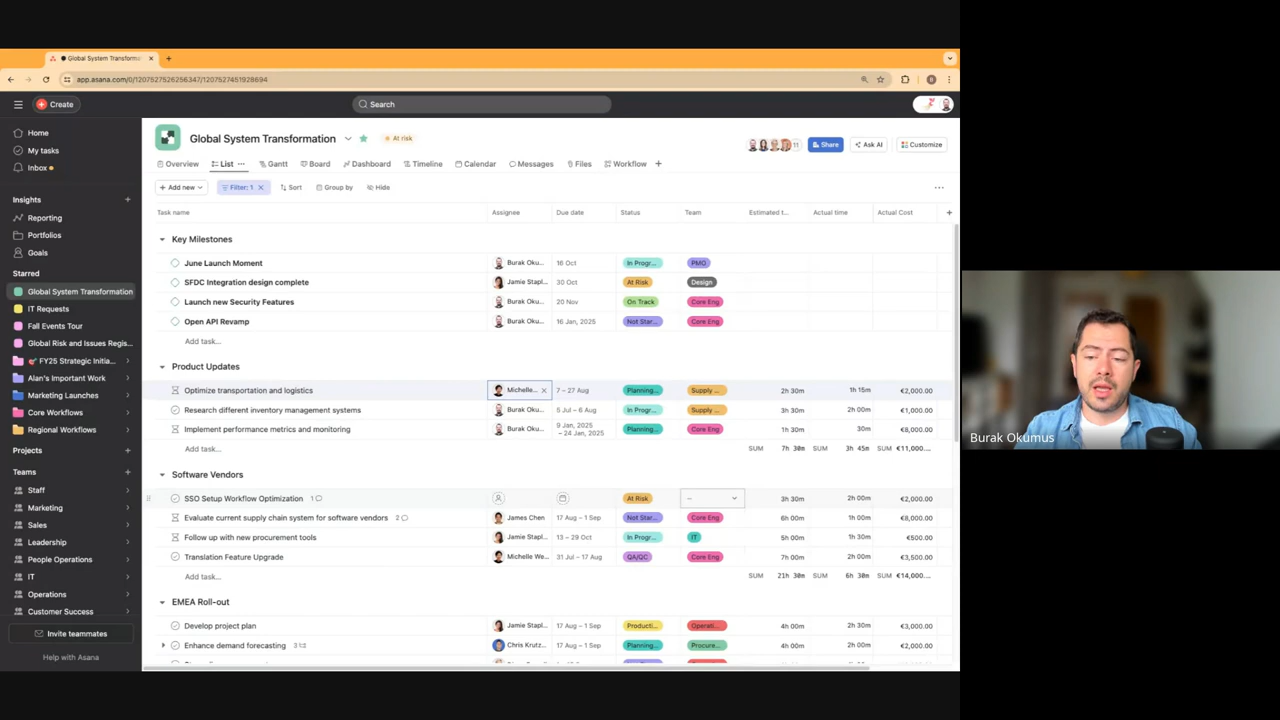 Global System Transforma
app.asana.com/0/1207527526256347/1207527451928694
Create
Search
Home
My tasks
Inbox
Insights
Reporting
Portfolios
Goals
Starred
Global System Transformation
IT Requests
Fall Events Tour
Global Risk and Issues Regis...
FY25 Strategic Initia...
Alan's Important Work
Marketing Launches
Core Workflows
Regional Workflows
Projects
Teams
Staff
Marketing
Sales
Leadership
People Operations
IT
Operations
Customer Success
Invite teammates
Help with Asana
Global System Transformation At risk
11 Share Ask AI Customize
Overview List Gantt Board Dashboard Timeline Calendar Messages Files Workflow
Add new Filter: 1 Sort Group by Hide
Task name Assignee Due date Status Team Estimated t... Actual time Actual Cost
Key Milestones
June Launch Moment Burak Oku... 16 Oct In Progr... PMO
SFDC Integration design complete Jamie Stapl... 30 Oct At Risk Design
Launch new Security Features Burak Oku... 20 Nov On Track Core Eng
Open API Revamp Burak Oku... 16 Jan, 2025 Not Star... Core Eng
Add task...
Product Updates
Optimize transportation and logistics Michelle... 7 – 27 Aug Planning... Supply ... 2h 30m 1h 15m €2,000.00
Research different inventory management systems Burak Oku... 5 Jul – 6 Aug In Progr... Supply ... 3h 30m 2h 00m €1,000.00
Implement performance metrics and monitoring Burak Oku... 9 Jan, 2025 – 24 Jan, 2025 Planning... Core Eng 1h 30m 30m €8,000.00
Add task... SUM 7h 30m SUM 3h 45m SUM €11,000....
Software Vendors
SSO Setup Workflow Optimization 1 At Risk – 3h 30m 2h 00m €2,000.00
Evaluate current supply chain system for software vendors 2 James Chen 17 Aug – 1 Sep Not Star... Core Eng 6h 00m 1h 00m €8,000.00
Follow up with new procurement tools Jamie Stapl... 13 – 29 Oct In Progr... IT 5h 00m 1h 30m €500.00
Translation Feature Upgrade Michelle We... 31 Jul – 17 Aug QA/QC Core Eng 7h 00m 2h 00m €3,500.00
Add task... SUM 21h 30m SUM 6h 30m SUM €14,000....
EMEA Roll-out
Develop project plan Jamie Stapl... 17 Aug – 1 Sep Producti... Operati... 4h 00m 2h 30m €3,000.00
Enhance demand forecasting 3 Chris Krutz... 17 Aug – 1 Sep Planning... Procure... 4h 00m 2h 00m €2,000.00
Burak Okumus